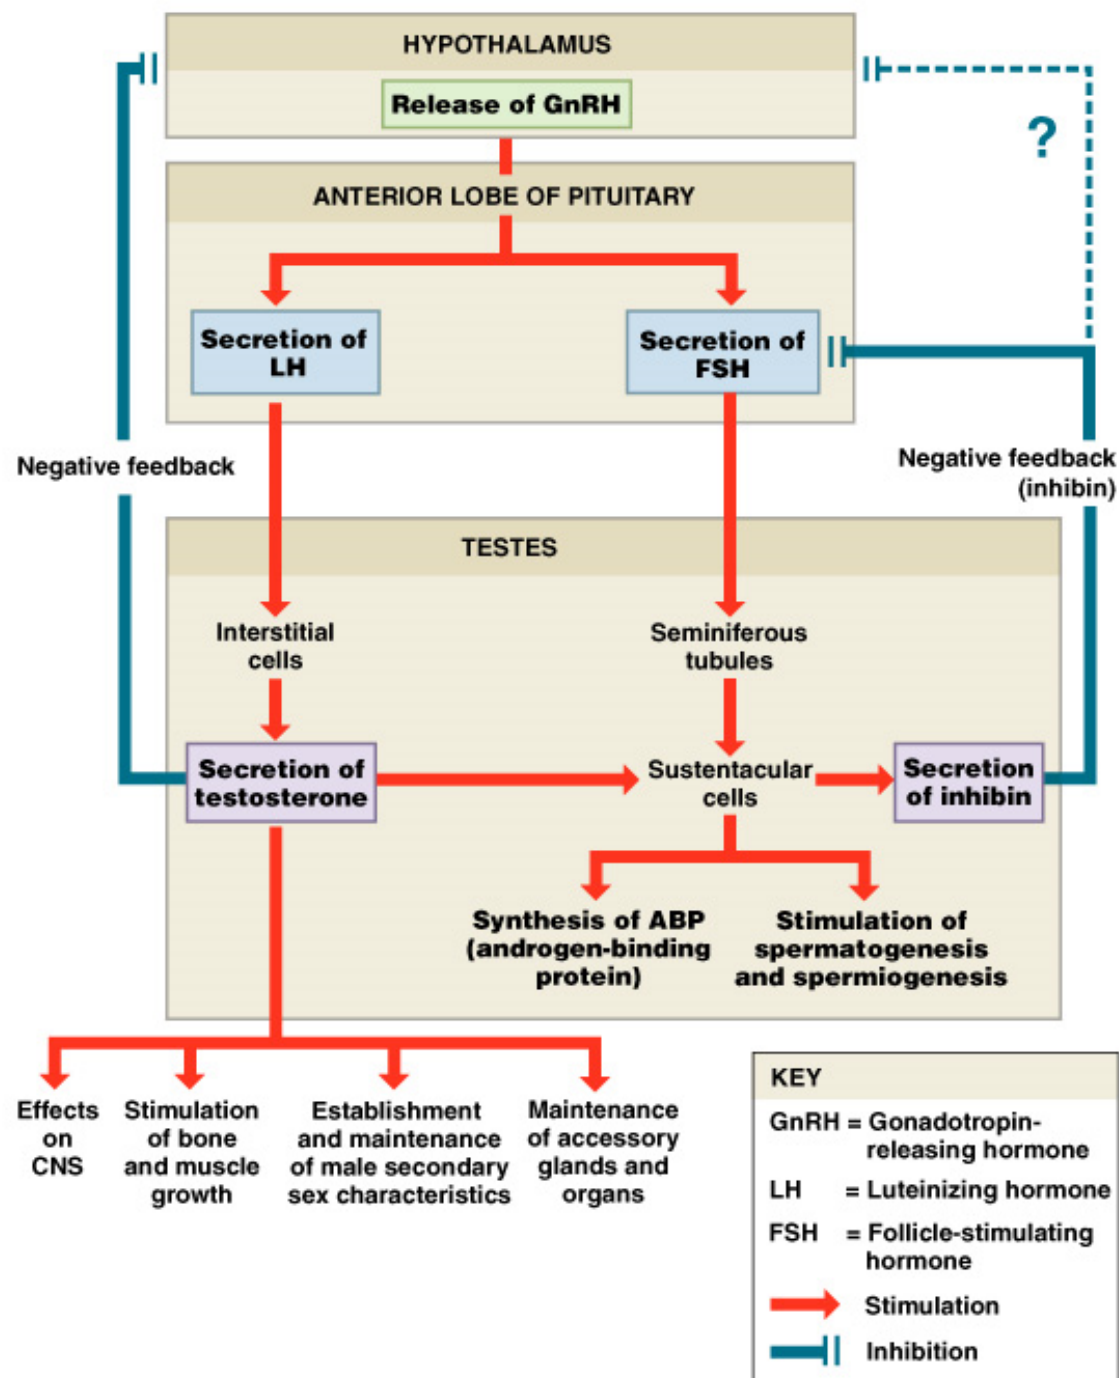 HYPOTHALAMUS
Release of GnRH
?
ANTERIOR LOBE OF PITUITARY
Secretion of
LH
Secretion of
FSH
Negative feedback
Negative feedback
(inhibin)
TESTES
Interstitial
cells
Seminiferous
tubules
Secretion of
testosterone
Sustentacular
cells
Secretion
of inhibin
Synthesis of ABP
(androgen-binding
protein)
Stimulation of
spermatogenesis
and spermiogenesis
Effects
on
CNS
Stimulation
of bone
and muscle
growth
Establishment
and maintenance
of male secondary
sex characteristics
Maintenance
of accessory
glands and
organs
KEY
GnRH = Gonadotropin-
releasing hormone
LH = Luteinizing hormone
FSH = Follicle-stimulating
hormone
Stimulation
Inhibition